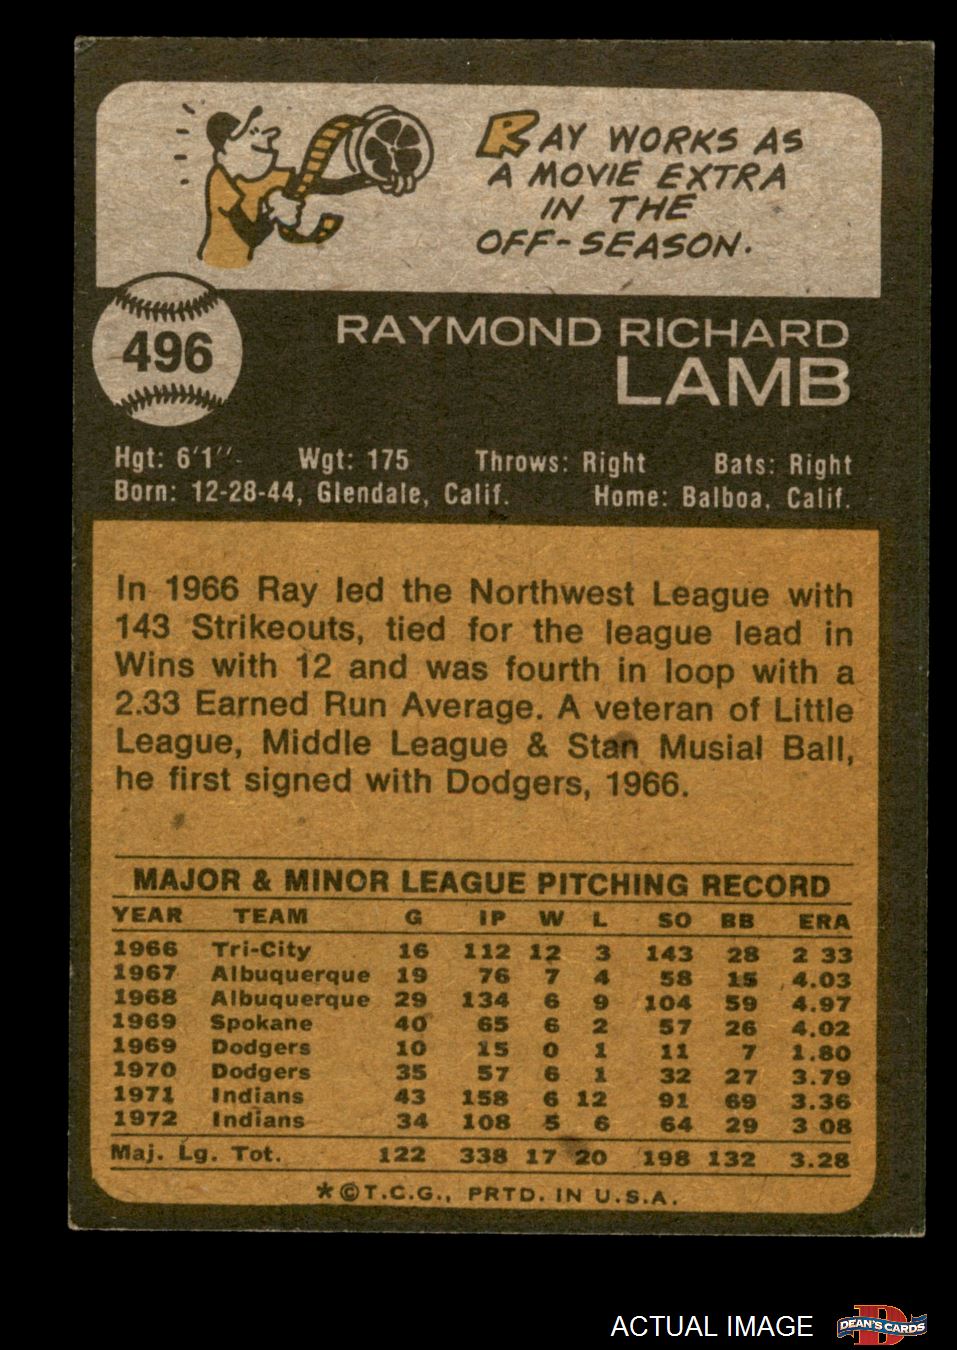 RAY WORKS AS
A MOVIE EXTRA
IN THE
OFF-SEASON.
496
RAYMOND RICHARD
LAMB
Hgt: 6'1" Wgt: 175 Throws: Right Bats: Right
Born: 12-28-44, Glendale, Calif. Home: Balboa, Calif.
In 1966 Ray led the Northwest League with
143 Strikeouts, tied for the league lead in
Wins with 12 and was fourth in loop with a
2.33 Earned Run Average. A veteran of Little
League, Middle League & Stan Musial Ball,
he first signed with Dodgers, 1966.
MAJOR & MINOR LEAGUE PITCHING RECORD
YEAR TEAM G IP W L SO BB ERA
1966 Tri-City 16 112 12 3 143 28 2 33
1967 Albuquerque 19 76 7 4 58 15 4.03
1968 Albuquerque 29 134 6 9 104 59 4.97
1969 Spokane 40 65 6 2 57 26 4.02
1969 Dodgers 10 15 0 1 11 7 1.80
1970 Dodgers 35 57 6 1 32 27 3.79
1971 Indians 43 158 6 12 91 69 3.36
1972 Indians 34 108 5 6 64 29 3 08
Maj. Lg. Tot. 122 338 17 20 198 132 3.28
*©T.C.G., PRTD. IN U.S.A.
ACTUAL IMAGE
D
DEAN'S CARDS